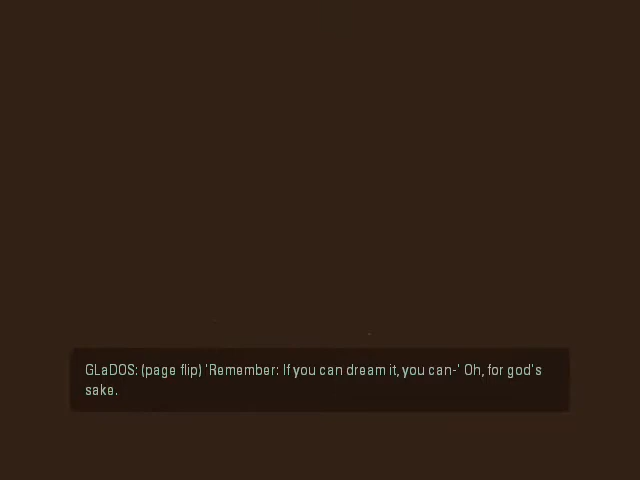 GLaDOS: (page flip) 'Remember: If you can dream it, you can-' Oh, for god's
sake.